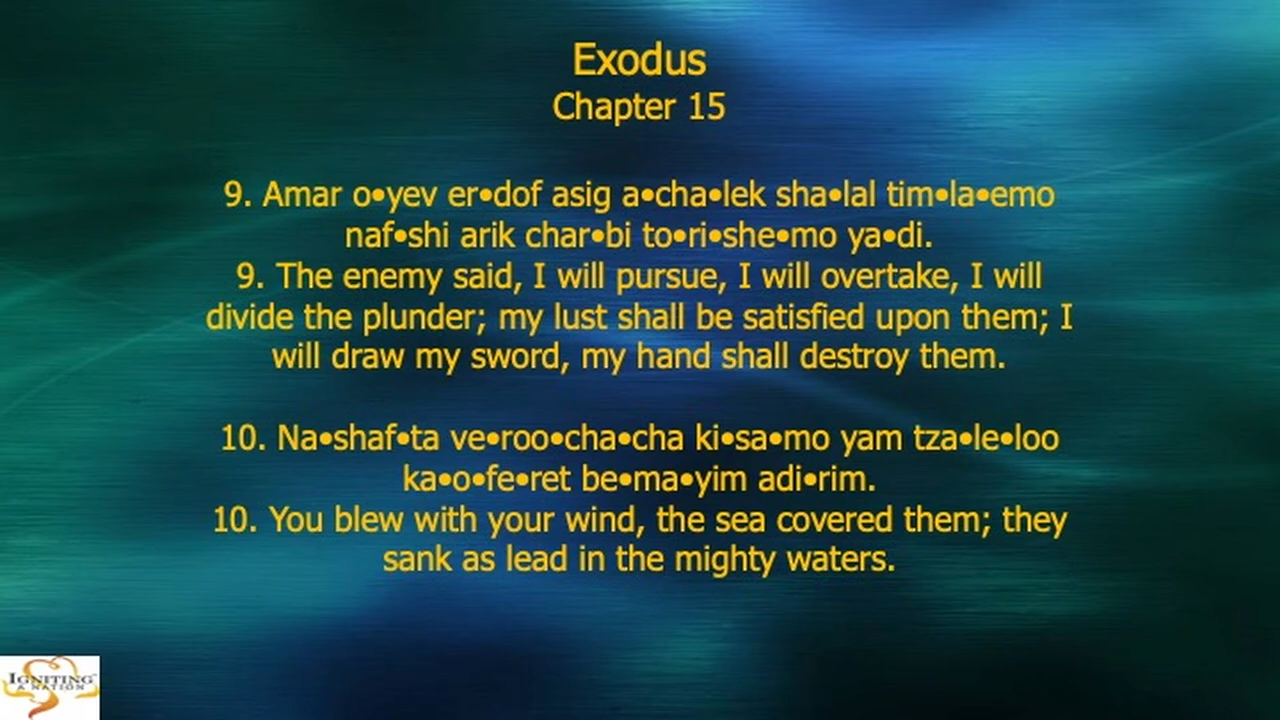 Exodus
Chapter 15
9. Amar o•yev er•dof asig a•cha•lek sha•lal tim•la•emo
naf•shi arik char•bi to•ri•she•mo ya•di.
9. The enemy said, I will pursue, I will overtake, I will
divide the plunder; my lust shall be satisfied upon them; I
will draw my sword, my hand shall destroy them.
10. Na•shaf•ta ve•roo•cha•cha ki•sa•mo yam tza•le•loo
ka•o•fe•ret be•ma•yim adi•rim.
10. You blew with your wind, the sea covered them; they
sank as lead in the mighty waters.
IGNITING
A NATION